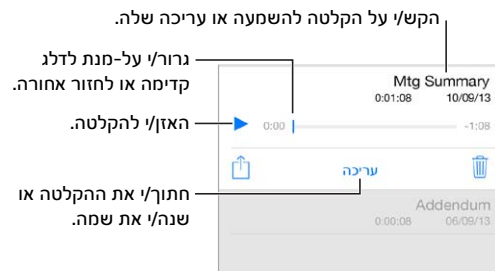 הקש/י על הקלטה להשמעה או עריכה שלה.
גרור/י על-מנת לדלג
קדימה או לחזור אחורה.
האזן/י להקלטה.
חתוך/י את ההקלטה או
שנה/י את שמה.
Mtg Summary
0:01:08 10/09/13
0:00 -1:08
עריכה
Addendum
0:00:08 06/09/13